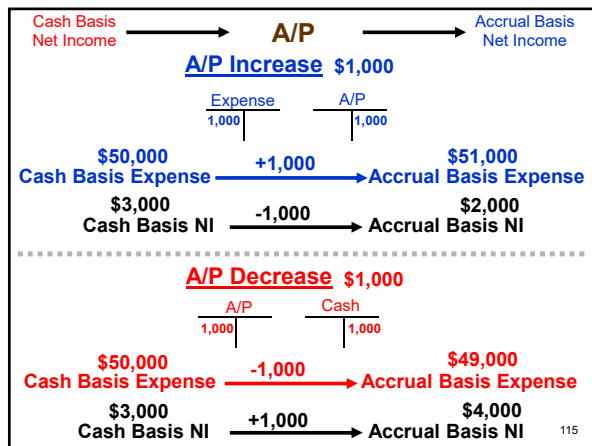 Cash Basis
Net Income
A/P
Accrual Basis
Net Income
A/P Increase $1,000
Expense A/P
1,000 1,000
$50,000 +1,000 $51,000
Cash Basis Expense Accrual Basis Expense
$3,000 -1,000 $2,000
Cash Basis NI Accrual Basis NI
A/P Decrease $1,000
A/P Cash
1,000 1,000
$50,000 -1,000 $49,000
Cash Basis Expense Accrual Basis Expense
$3,000 +1,000 $4,000
Cash Basis NI Accrual Basis NI
115